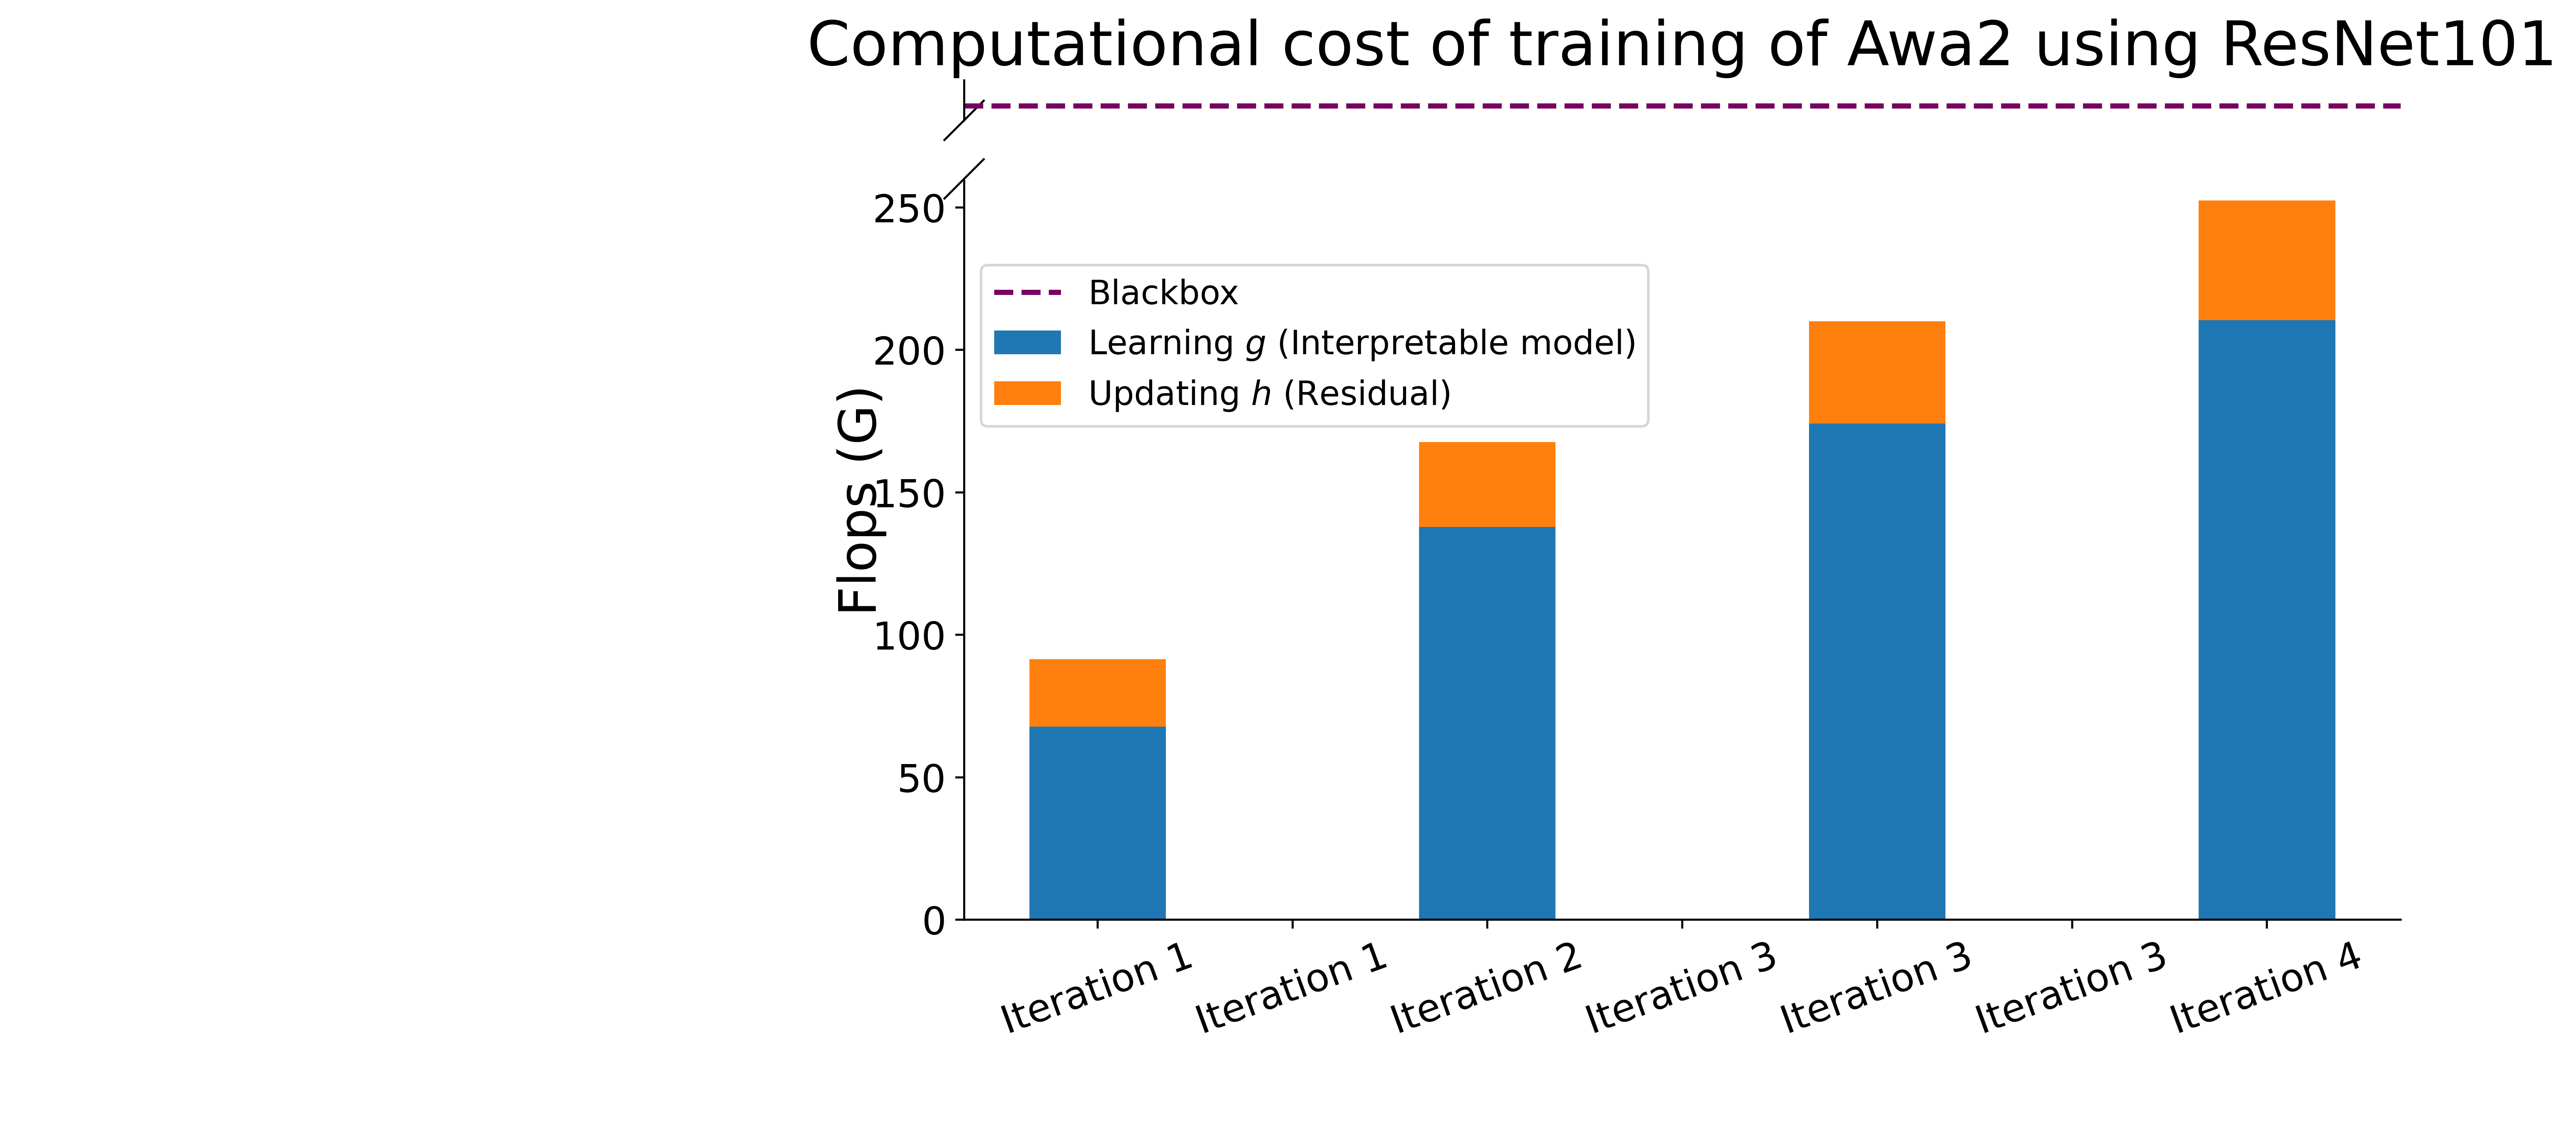 Computational cost of training of Awa2 using ResNet101
Flops (G)
250
200
150
100
50
0
Blackbox
Learning g (Interpretable model)
Updating h (Residual)
Iteration 1
Iteration 1
Iteration 2
Iteration 3
Iteration 3
Iteration 3
Iteration 4